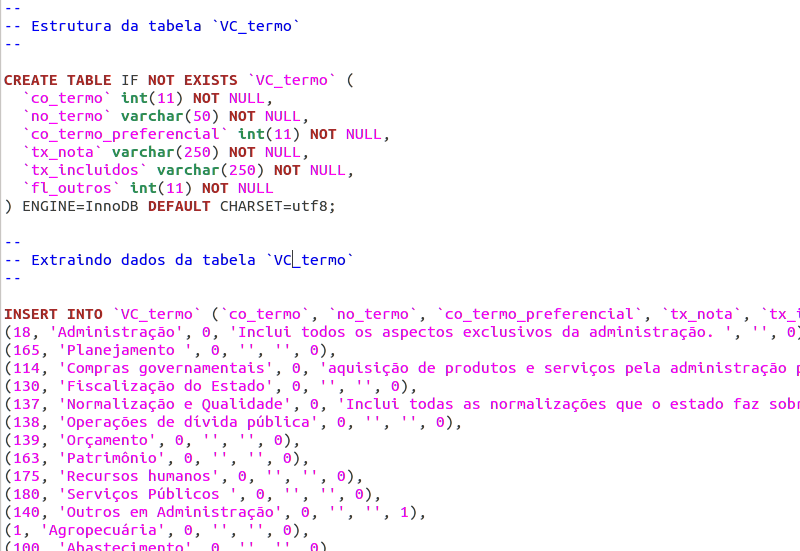 --
-- Estrutura da tabela `VC_termo`
--
CREATE TABLE IF NOT EXISTS `VC_termo` (
  `co_termo` int(11) NOT NULL,
  `no_termo` varchar(50) NOT NULL,
  `co_termo_preferencial` int(11) NOT NULL,
  `tx_nota` varchar(250) NOT NULL,
  `tx_incluidos` varchar(250) NOT NULL,
  `fl_outros` int(11) NOT NULL
) ENGINE=InnoDB DEFAULT CHARSET=utf8;
--
-- Extraindo dados da tabela `VC_termo`
--
INSERT INTO `VC_termo` (`co_termo`, `no_termo`, `co_termo_preferencial`, `tx_nota`, `tx_i
(18, 'Administração', 0, 'Inclui todos os aspectos exclusivos da administração. ', '', 0)
(165, 'Planejamento ', 0, '', '', 0),
(114, 'Compras governamentais', 0, 'aquisição de produtos e serviços pela administração p
(130, 'Fiscalização do Estado', 0, '', '', 0),
(137, 'Normalização e Qualidade', 0, 'Inclui todas as normalizações que o estado faz sobr
(138, 'Operações de dívida pública', 0, '', '', 0),
(139, 'Orçamento', 0, '', '', 0),
(163, 'Patrimônio', 0, '', '', 0),
(175, 'Recursos humanos', 0, '', '', 0),
(180, 'Serviços Públicos ', 0, '', '', 0),
(140, 'Outros em Administração', 0, '', '', 1),
(1, 'Agropecuária', 0, '', '', 0),
(100, 'Abastecimento', 0, '', '', 0)